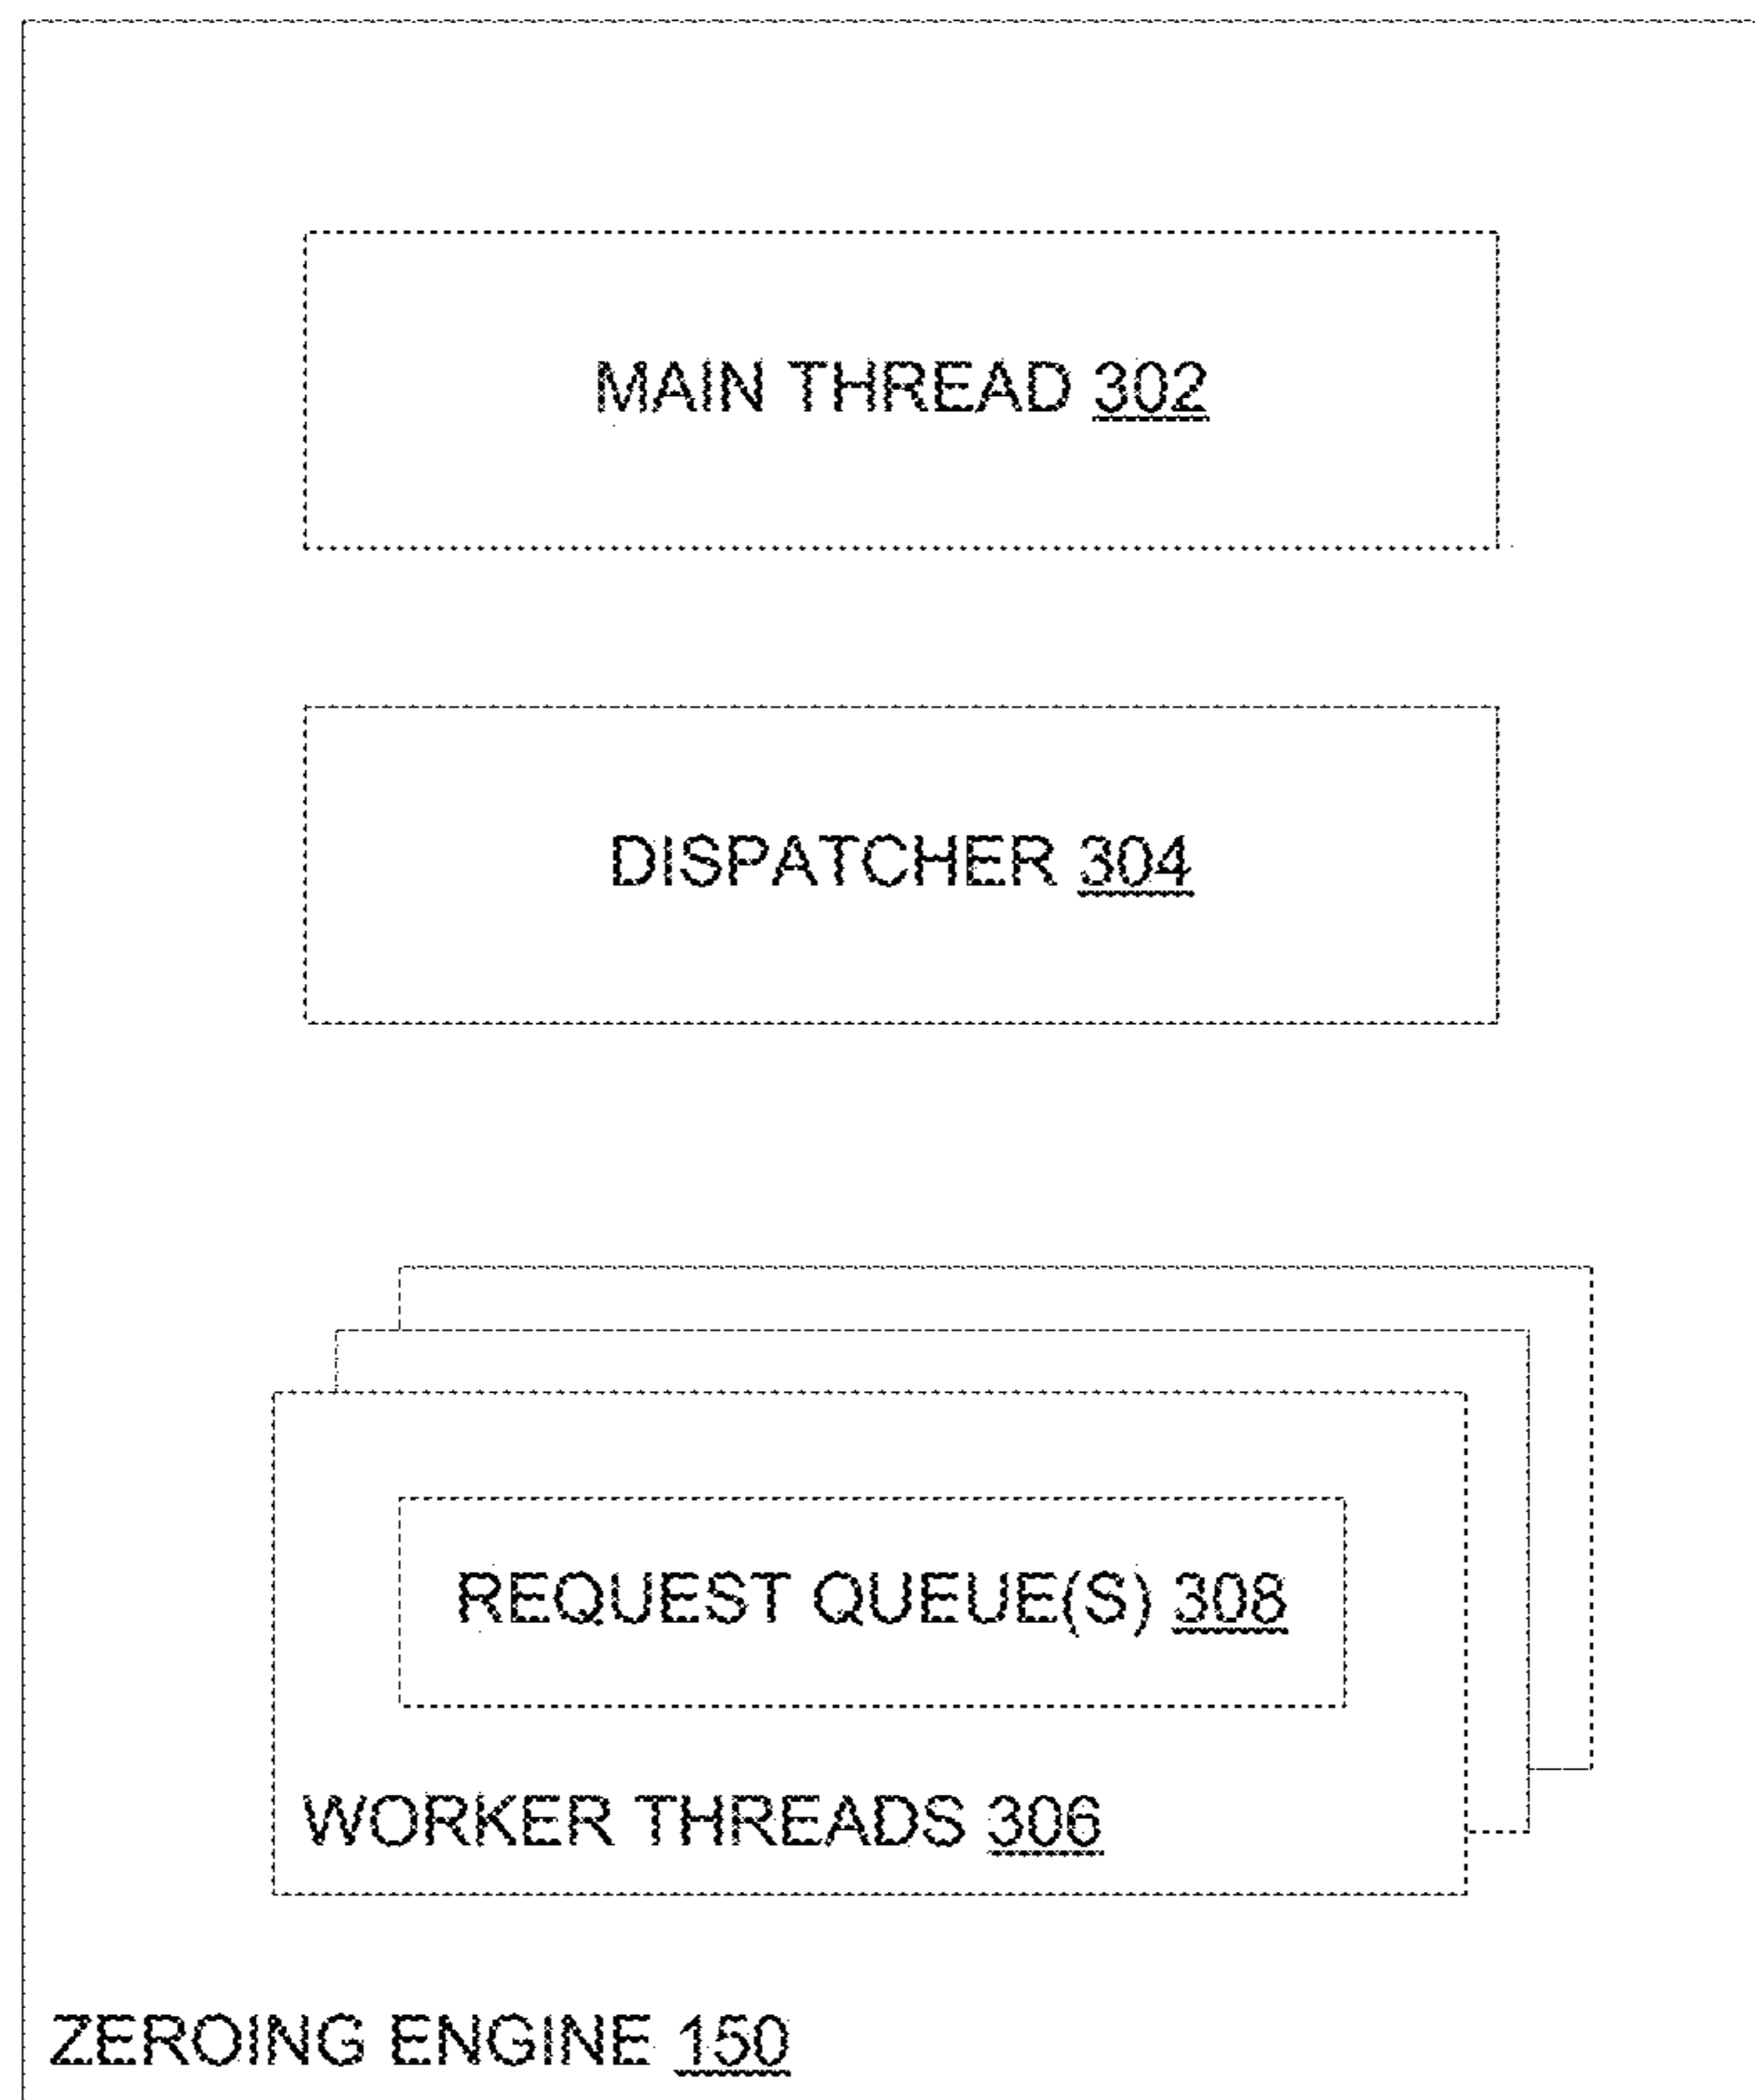 MAIN THREAD 302
DISPATCHER 304
REQUEST QUEUE(S) 308
WORKER THREADS 306
ZEROING ENGINE 150